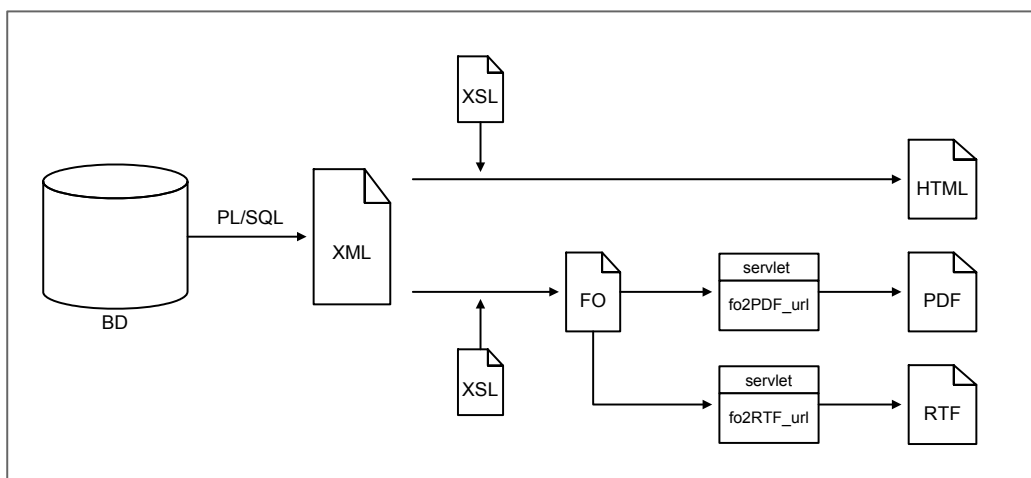 XSL
HTML
PL/SQL
XML
BD
FO
servlet
fo2PDF_url
PDF
XSL
servlet
fo2RTF_url
RTF